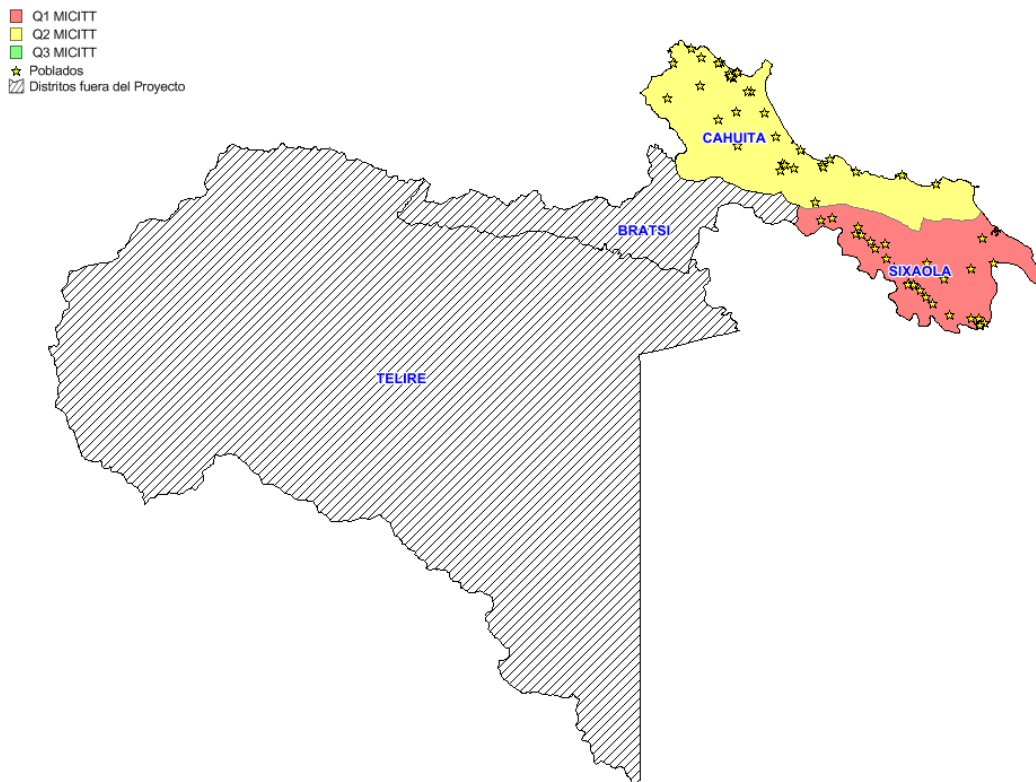 Q1 MICITT
Q2 MICITT
Q3 MICITT
Poblados
Distritos fuera del Proyecto
CAHUITA
BRATSI
SIXAOLA
TELIRE